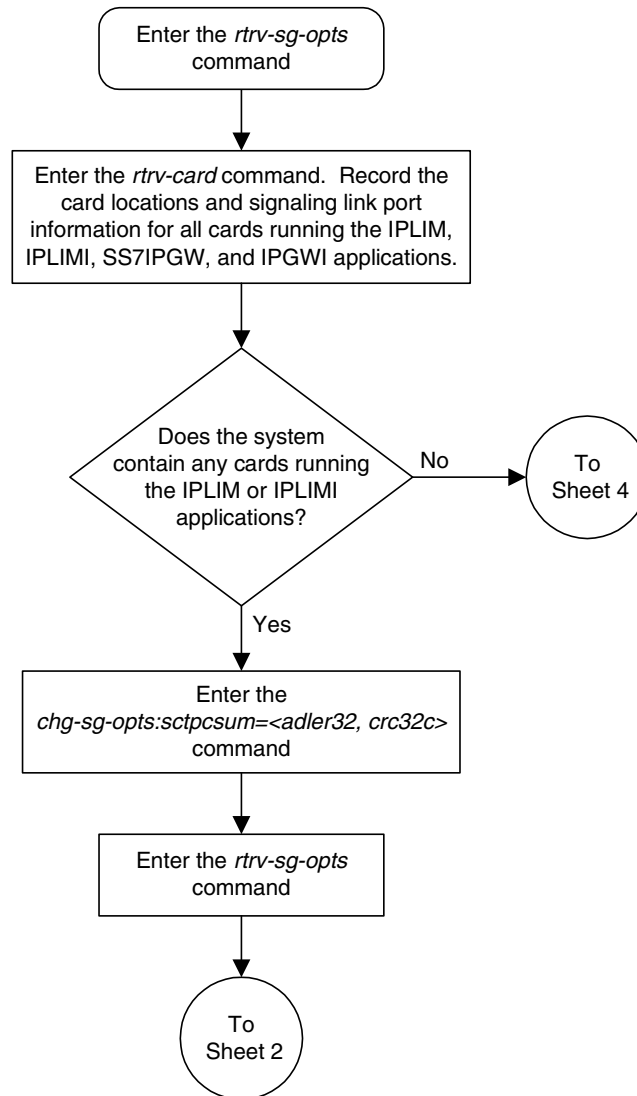 Enter the rtrv-sg-opts
command
Enter the rtrv-card command.  Record the
card locations and signaling link port
information for all cards running the IPLIM,
IPLIMI, SS7IPGW, and IPGWI applications.
Does the system
contain any cards running
the IPLIM or IPLIMI
applications?
No
To
Sheet 4
Yes
Enter the
chg-sg-opts:sctpcsum=<adler32, crc32c>
command
Enter the rtrv-sg-opts
command
To
Sheet 2